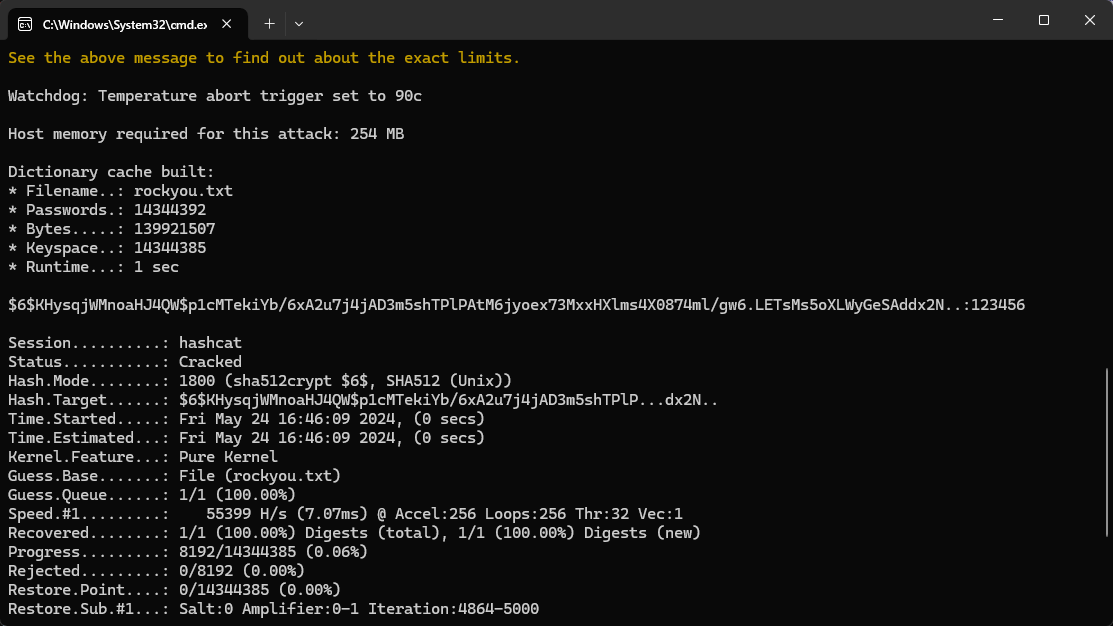 C:\Windows\System32\cmd.ex
See the above message to find out about the exact limits.
Watchdog: Temperature abort trigger set to 90c
Host memory required for this attack: 254 MB
Dictionary cache built:
* Filename..: rockyou.txt
* Passwords.: 14344392
* Bytes.....: 139921507
* Keyspace..: 14344385
* Runtime...: 1 sec
$6$KHysqjWMnoaHJ4QW$p1cMTekiYb/6xA2u7j4jAD3m5shTPlPAtM6jyoex73MxxHXlms4X0874ml/gw6.LETsMs5oXLWyGeSAddx2N..:123456
Session..........: hashcat
Status...........: Cracked
Hash.Mode........: 1800 (sha512crypt $6$, SHA512 (Unix))
Hash.Target......: $6$KHysqjWMnoaHJ4QW$p1cMTekiYb/6xA2u7j4jAD3m5shTPlP...dx2N..
Time.Started.....: Fri May 24 16:46:09 2024, (0 secs)
Time.Estimated...: Fri May 24 16:46:09 2024, (0 secs)
Kernel.Feature...: Pure Kernel
Guess.Base.......: File (rockyou.txt)
Guess.Queue......: 1/1 (100.00%)
Speed.#1.........:    55399 H/s (7.07ms) @ Accel:256 Loops:256 Thr:32 Vec:1
Recovered........: 1/1 (100.00%) Digests (total), 1/1 (100.00%) Digests (new)
Progress.........: 8192/14344385 (0.06%)
Rejected.........: 0/8192 (0.00%)
Restore.Point....: 0/14344385 (0.00%)
Restore.Sub.#1...: Salt:0 Amplifier:0-1 Iteration:4864-5000